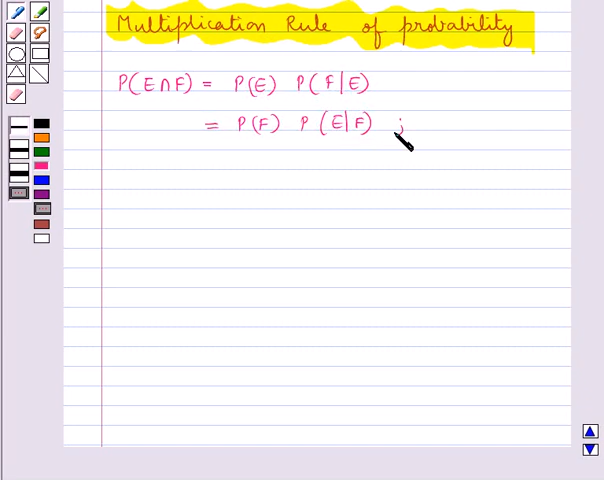 Multiplication Rule of probability
P(E∩F) = P(E) P(F|E)
= P(F) P(E|F) ;